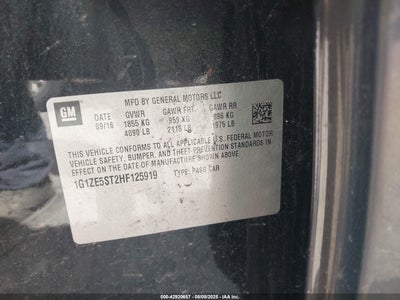 GM
MFD BY GENERAL MOTORS LLC
DATE GVWR GAWR FRT GAWR RR
09/16 1855 KG 959 KG 896 KG
4090 LB 2115 LB 1975 LB
THIS VEHICLE CONFORMS TO ALL APPLICABLE U.S. FEDERAL MOTOR
VEHICLE SAFETY, BUMPER, AND THEFT PREVENTION STANDARDS IN
EFFECT ON THE DATE OF MANUFACTURE SHOWN ABOVE.
1G1ZE5ST2HF125919 TYPE: PASS CAR
000-42920657 - 08/08/2025 - IAAI.COM